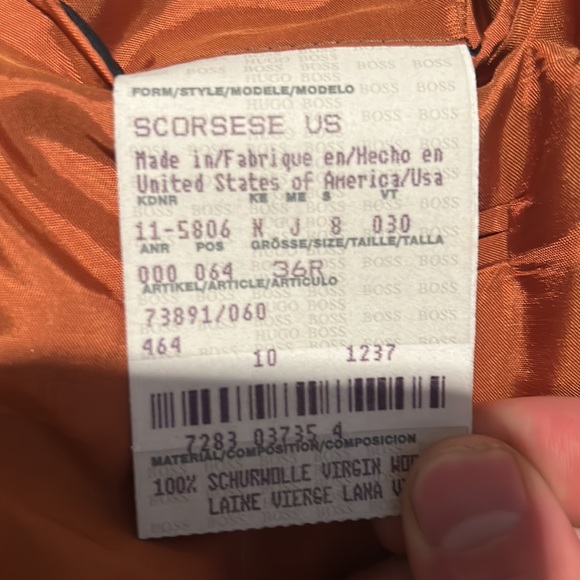 FORM/STYLE/MODELE/MODELO
SCORSESE US
Made in/Fabrique en/Hecho en
United States of America/Usa
KDNR KE ME S VT
11-5806 N J 8 030
ANR POS GRÖSSE/SIZE/TAILLE/TALLA
000 064 36R
ARTIKEL/ARTICLE/ARTICULO
73891/060
464
10 1237
7283 03735 4
MATERIAL/COMPOSITION/COMPOSICION
100% SCHURWOLLE VIRGIN
LAINE VIERGE LANA